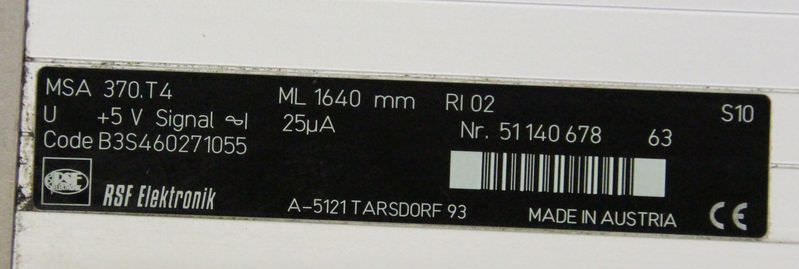 MSA 370.T4 ML 1640 mm RI 02 S10
U +5 V Signal ~I 25µA Nr. 51 140 678 63
Code B3S460271055
RSF Elektronik A-5121 TARSDORF 93 MADE IN AUSTRIA CE